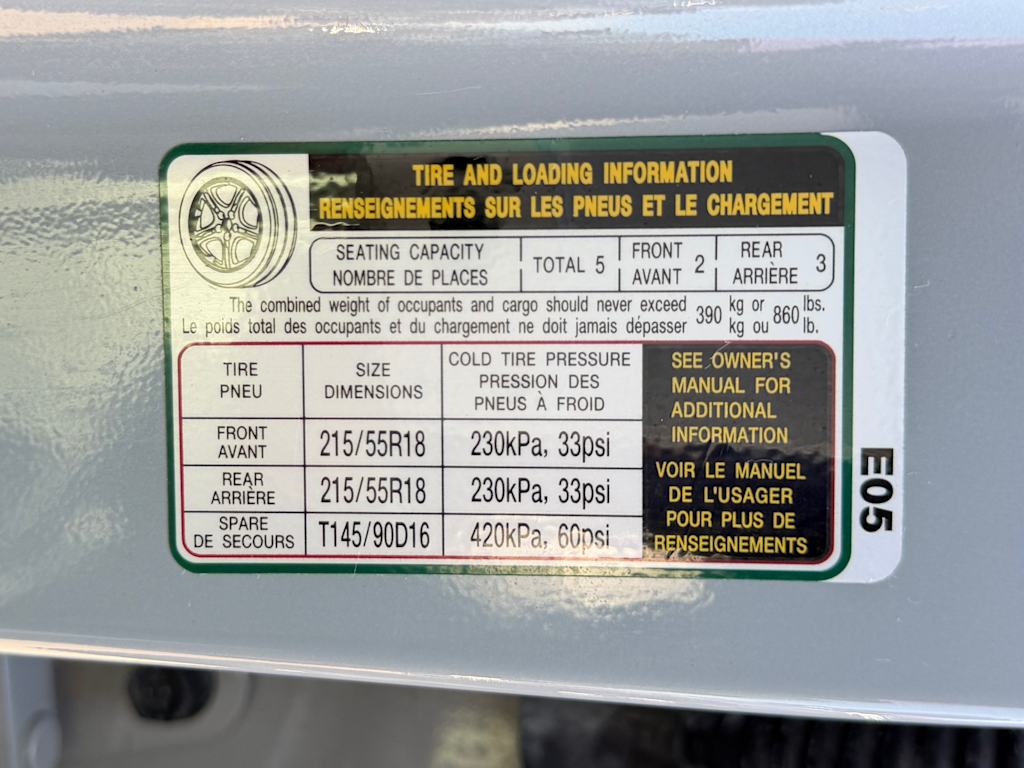 TIRE AND LOADING INFORMATION
RENSEIGNEMENTS SUR LES PNEUS ET LE CHARGEMENT
SEATING CAPACITY
NOMBRE DE PLACES
TOTAL 5
FRONT
AVANT
2
REAR
ARRIÈRE
3
The combined weight of occupants and cargo should never exceed 390 kg or 860 lbs.
Le poids total des occupants et du chargement ne doit jamais dépasser kg ou lb.
TIRE
PNEU
SIZE
DIMENSIONS
COLD TIRE PRESSURE
PRESSION DES
PNEUS À FROID
FRONT
AVANT
215/55R18
230kPa, 33psi
REAR
ARRIÈRE
215/55R18
230kPa, 33psi
SPARE
DE SECOURS
T145/90D16
420kPa, 60psi
SEE OWNER'S
MANUAL FOR
ADDITIONAL
INFORMATION
VOIR LE MANUEL
DE L'USAGER
POUR PLUS DE
RENSEIGNEMENTS
E05